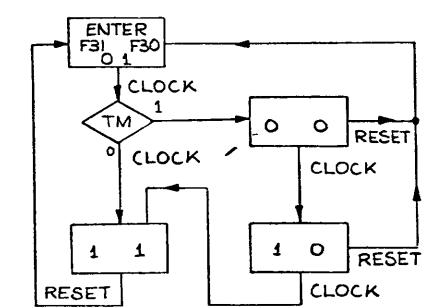 ENTER
F31 F30
0 1
CLOCK
TM
1
0
CLOCK
0 0
RESET
CLOCK
1 1
1 0
RESET
RESET
CLOCK